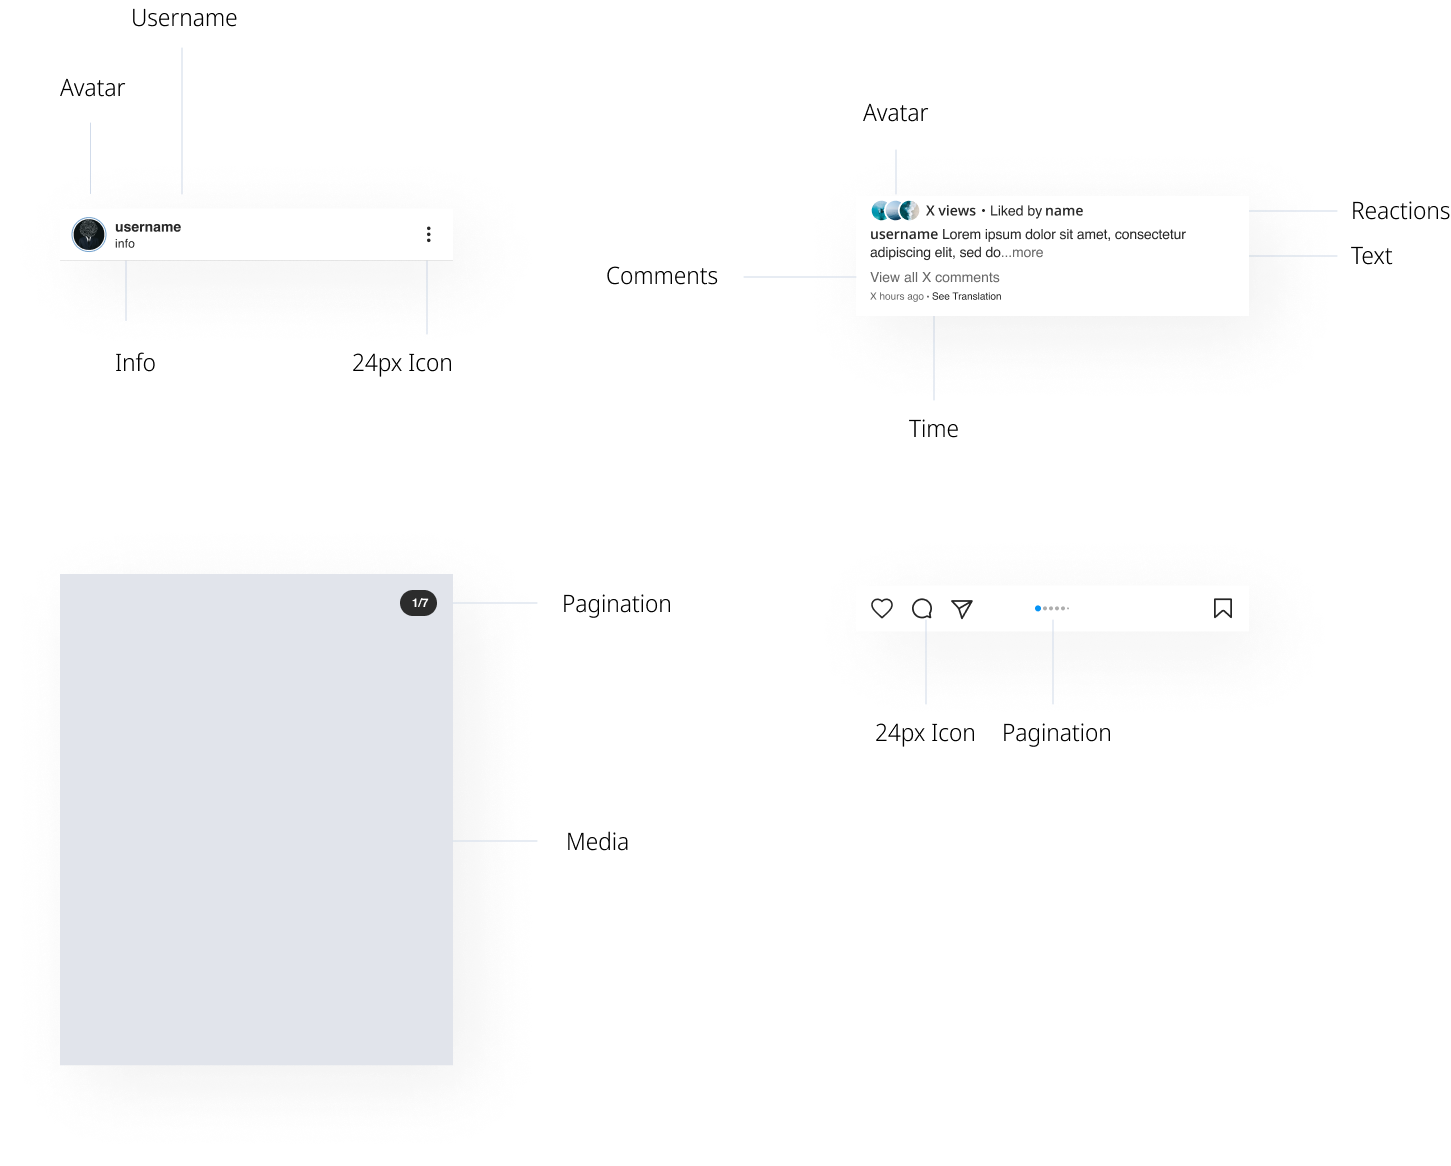 Username
Avatar
username
info
Info
24px Icon
Avatar
X views • Liked by name
username Lorem ipsum dolor sit amet, consectetur
adipiscing elit, sed do...more
View all X comments
X hours ago • See Translation
Reactions
Text
Comments
Time
1/7
Pagination
Media
24px Icon
Pagination